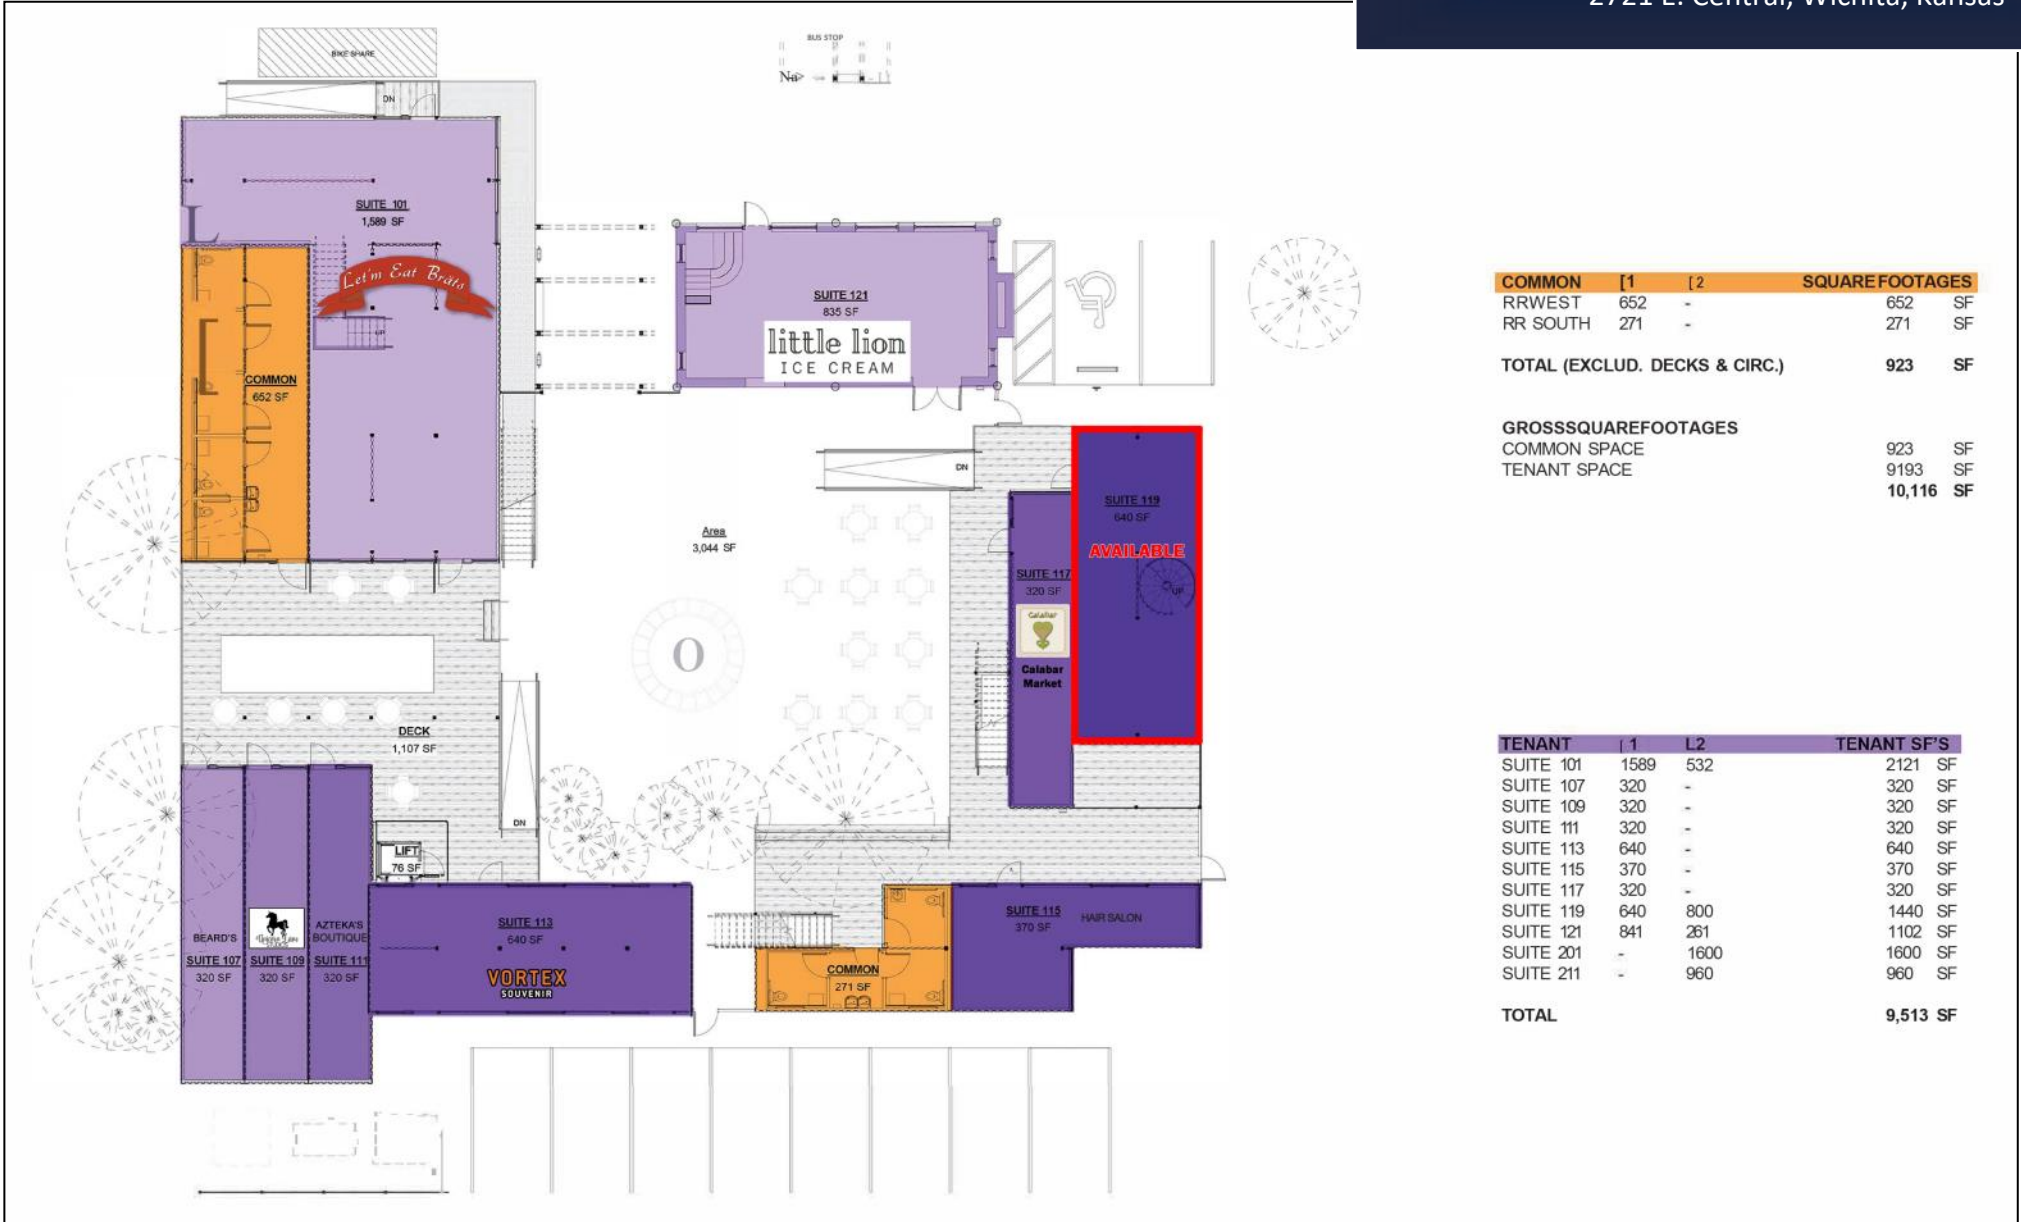 2721 E. Central, Wichita, Kansas
BUS STOP
BIKE SHARE
DN
SUITE 101
1,589 SF
Let'm Eat Brats
UP
COMMON
652 SF
SUITE 121
835 SF
little lion
ICE CREAM
DN
SUITE 119
640 SF
AVAILABLE
UP
Area
3,044 SF
SUITE 117
320 SF
Calabar
Calabar
Market
O
DECK
1,107 SF
DN
LIFT
76 SF
BEARD'S
SUITE 107
320 SF
SUITE 109
320 SF
AZTEKA'S
BOUTIQUE
SUITE 111
320 SF
SUITE 113
640 SF
VORTEX
SOUVENIR
COMMON
271 SF
SUITE 115
370 SF
HAIR SALON
COMMON [1 [2 SQUAREFOOTAGES
RRWEST 652 - 652 SF
RR SOUTH 271 - 271 SF
TOTAL (EXCLUD. DECKS & CIRC.) 923 SF
GROSSSQUAREFOOTAGES
COMMON SPACE 923 SF
TENANT SPACE 9193 SF
10,116 SF
TENANT [1 L2 TENANT SF'S
SUITE 101 1589 532 2121 SF
SUITE 107 320 - 320 SF
SUITE 109 320 - 320 SF
SUITE 111 320 - 320 SF
SUITE 113 640 - 640 SF
SUITE 115 370 - 370 SF
SUITE 117 320 - 320 SF
SUITE 119 640 800 1440 SF
SUITE 121 841 261 1102 SF
SUITE 201 - 1600 1600 SF
SUITE 211 - 960 960 SF
TOTAL 9,513 SF